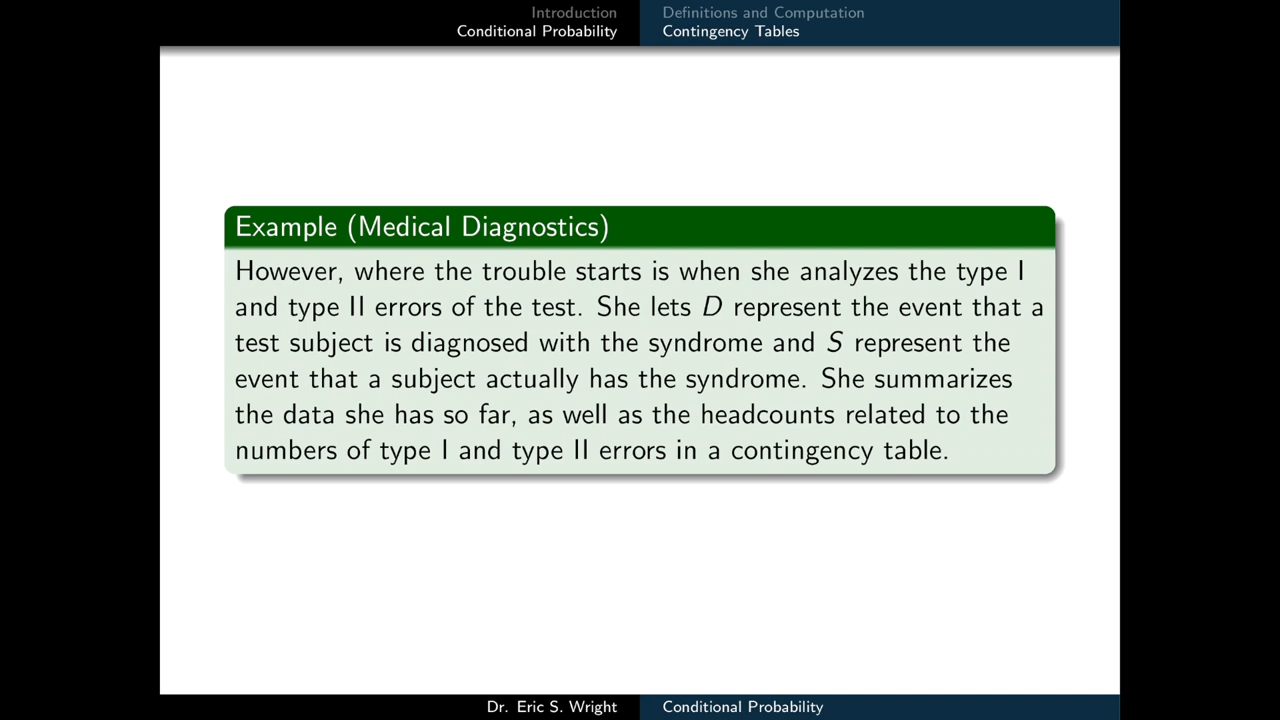 Introduction
Conditional Probability
Definitions and Computation
Contingency Tables
Example (Medical Diagnostics)
However, where the trouble starts is when she analyzes the type I
and type II errors of the test. She lets D represent the event that a
test subject is diagnosed with the syndrome and S represent the
event that a subject actually has the syndrome. She summarizes
the data she has so far, as well as the headcounts related to the
numbers of type I and type II errors in a contingency table.
Dr. Eric S. Wright
Conditional Probability